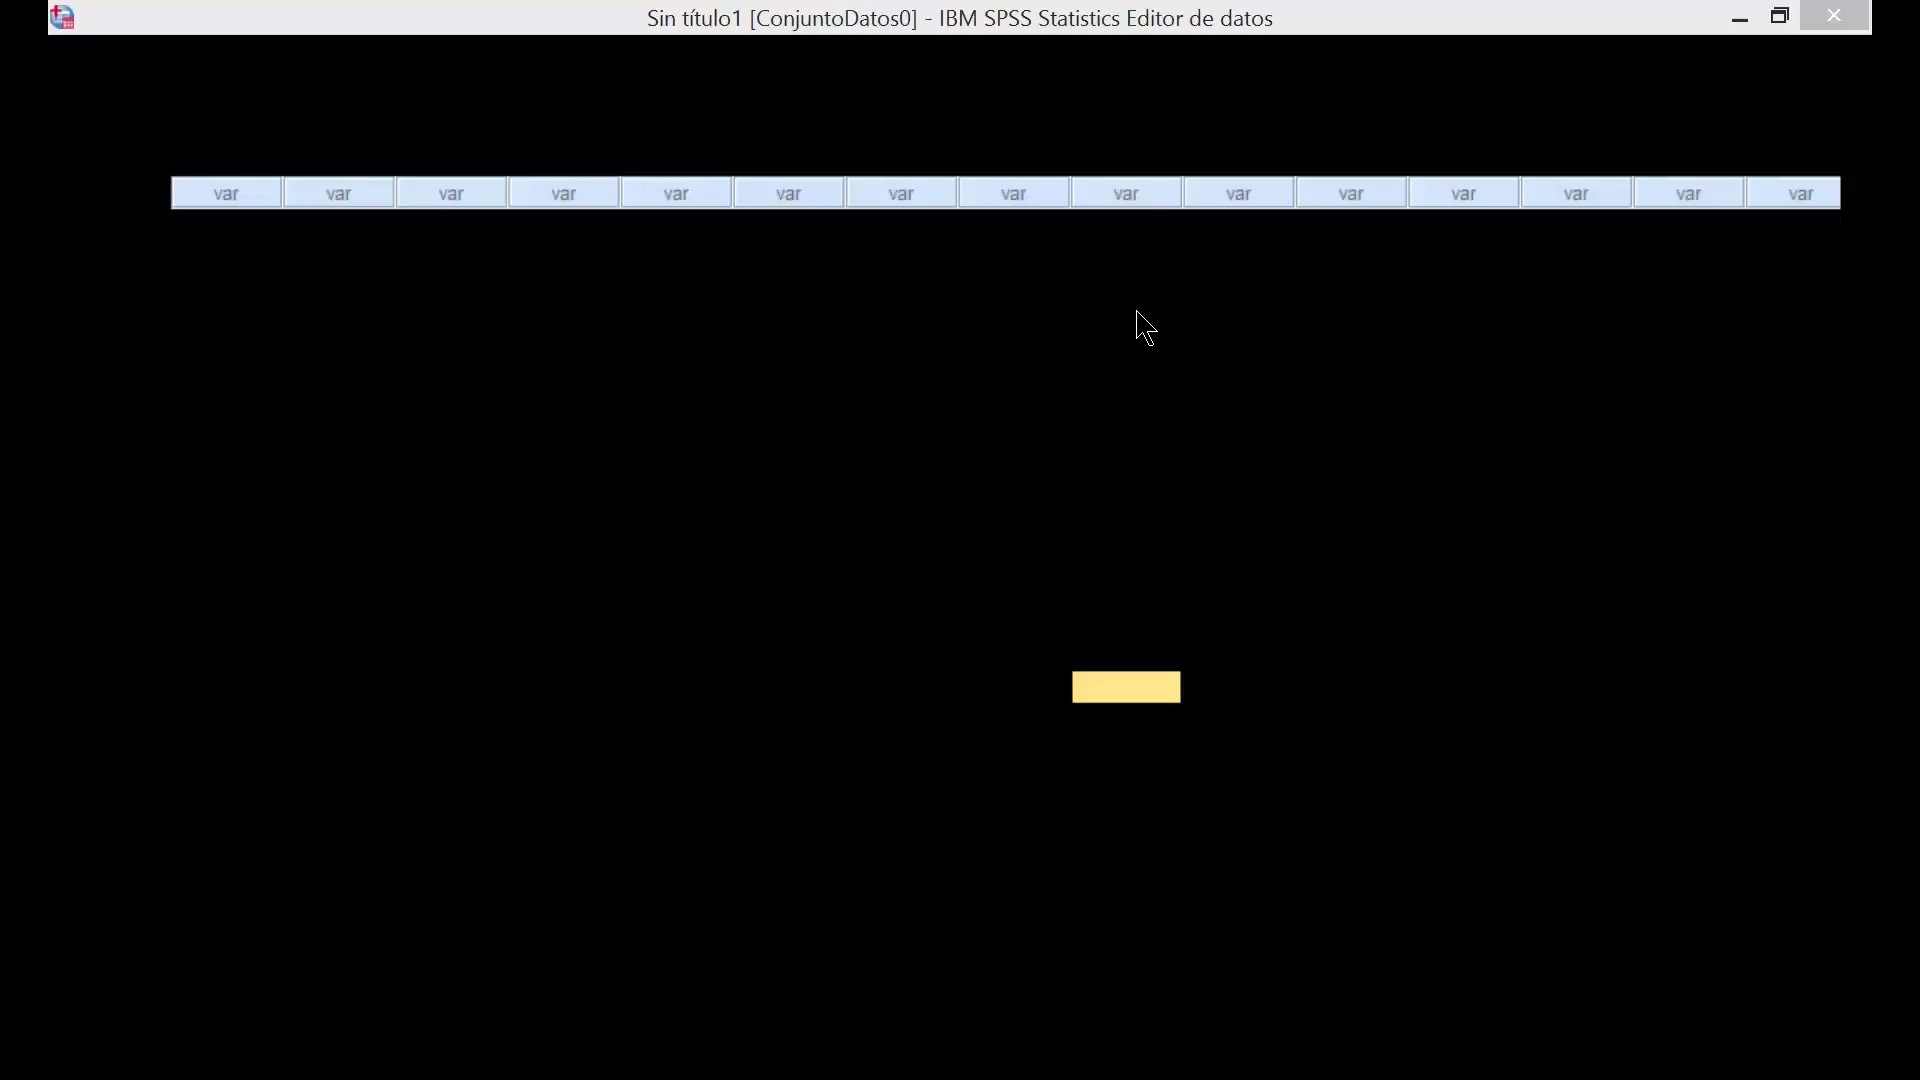 Sin título1 [ConjuntoDatos0] - IBM SPSS Statistics Editor de datos
var var var var var var var var var var var var var var var